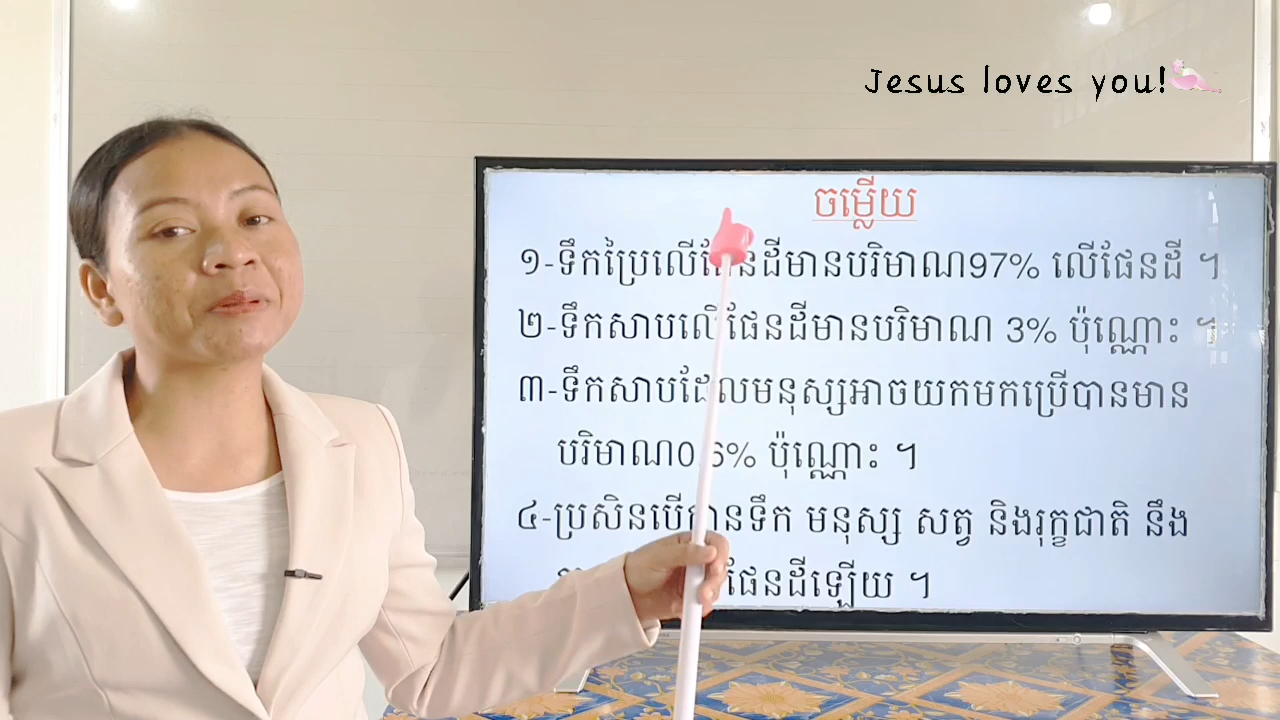 Jesus loves you!
ចម្លើយ
១-ទឹកប្រៃលើផែនដីមានបរិមាណ97% លើផែនដី ។
២-ទឹកសាបលើផែនដីមានបរិមាណ 3% ប៉ុណ្ណោះ ។
៣-ទឹកសាបដែលមនុស្សអាចយកមកប្រើបានមាន
បរិមាណ0.6% ប៉ុណ្ណោះ ។
៤-ប្រសិនបើគ្មានទឹក មនុស្ស សត្វ និងរុក្ខជាតិ នឹង
ផែនដីឡើយ ។